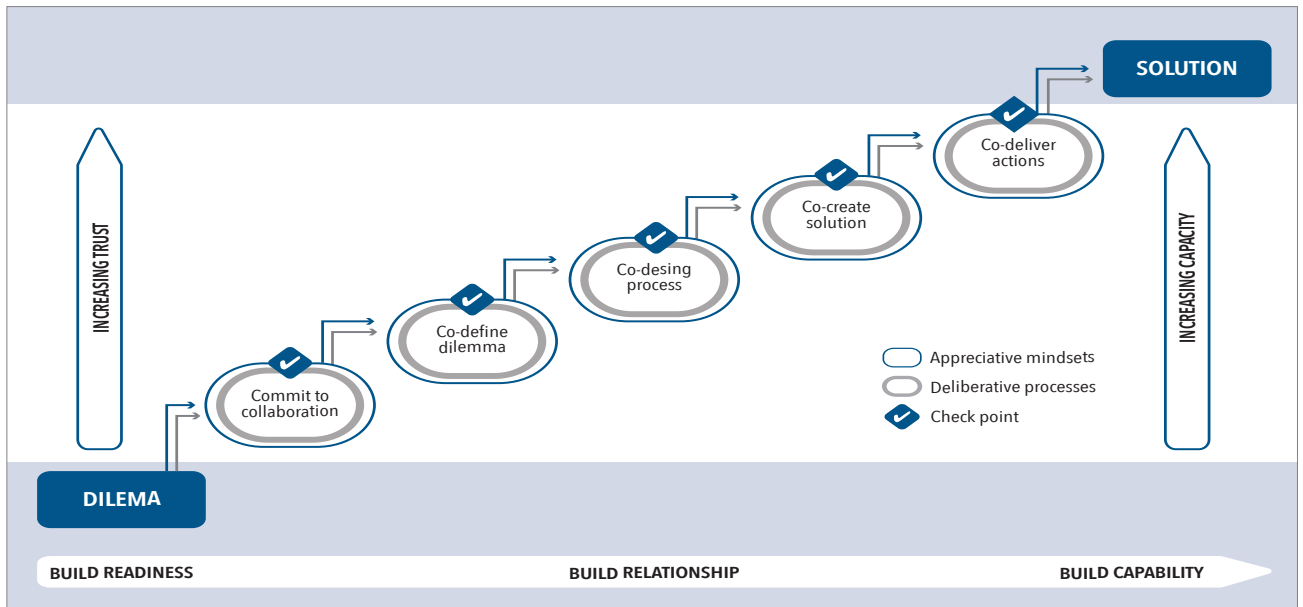 SOLUTION
Co-deliver
actions
Co-create
solution
Co-desing
process
Co-define
dilemma
Commit to
collaboration
INCREASING TRUST
INCREASING CAPACITY
Appreciative mindsets
Deliberative processes
Check point
DILEMA
BUILD READINESS
BUILD RELATIONSHIP
BUILD CAPABILITY